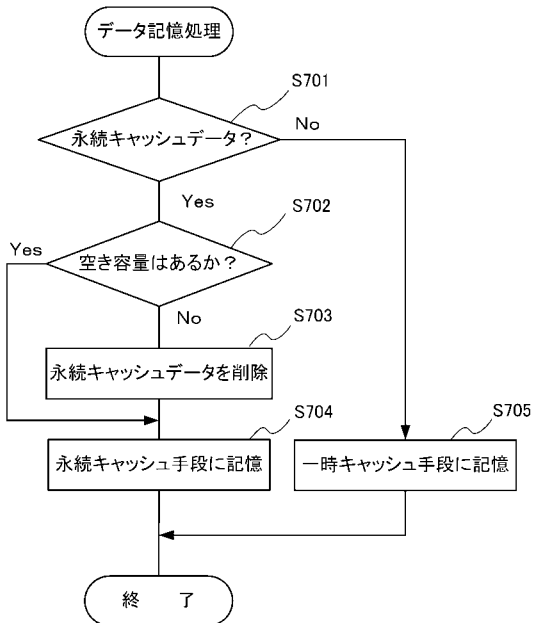 データ記憶処理
S701
永続キャッシュデータ？
No
Yes
S702
Yes
空き容量はあるか？
No
S703
永続キャッシュデータを削除
S704
S705
永続キャッシュ手段に記憶
一時キャッシュ手段に記憶
終　了